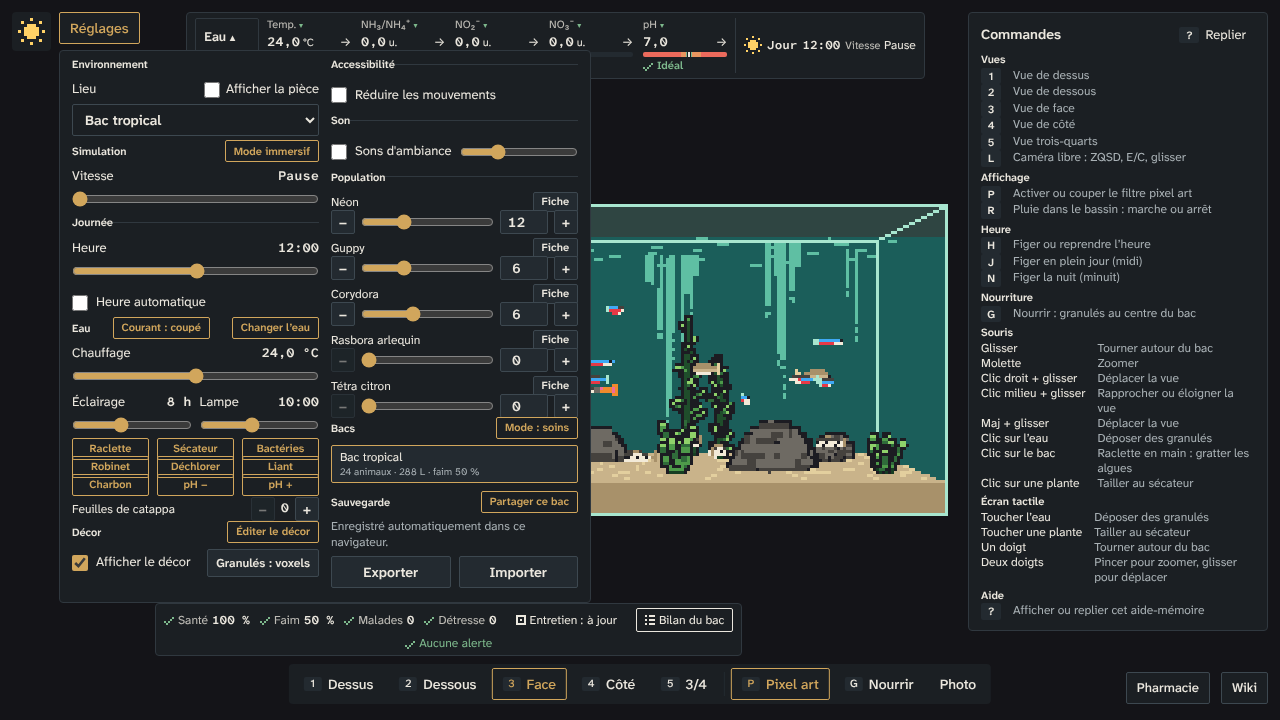 Réglages
Eau ▴
Temp. ▾
24,0 °C →
NH₃/NH₄⁺ ▾
0,0 u. →
NO₂⁻ ▾
0,0 u. →
NO₃⁻ ▾
0,0 u. →
pH ▾
7,0 →
Idéal
Jour 12:00 Vitesse Pause
Environnement
Lieu Afficher la pièce
Bac tropical
Simulation Mode immersif
Vitesse Pause
Journée
Heure 12:00
Heure automatique
Eau Courant : coupé Changer l'eau
Chauffage 24,0 °C
Éclairage 8 h Lampe 10:00
Raclette Sécateur Bactéries
Robinet Déchlorer Liant
Charbon pH − pH +
Feuilles de catappa − 0 +
Décor Éditer le décor
Afficher le décor Granulés : voxels
Accessibilité
Réduire les mouvements
Son
Sons d'ambiance
Population
Néon Fiche
− 12 +
Guppy Fiche
− 6 +
Corydora Fiche
− 6 +
Rasbora arlequin Fiche
− 0 +
Tétra citron Fiche
− 0 +
Bacs Mode : soins
Bac tropical
24 animaux · 288 L · faim 50 %
Sauvegarde Partager ce bac
Enregistré automatiquement dans ce
navigateur.
Exporter Importer
Santé 100 % Faim 50 % Malades 0 Détresse 0 Entretien : à jour Bilan du bac
Aucune alerte
1 Dessus 2 Dessous 3 Face 4 Côté 5 3/4 P Pixel art G Nourrir Photo
Commandes ? Replier
Vues
1 Vue de dessus
2 Vue de dessous
3 Vue de face
4 Vue de côté
5 Vue trois-quarts
L Caméra libre : ZQSD, E/C, glisser
Affichage
P Activer ou couper le filtre pixel art
R Pluie dans le bassin : marche ou arrêt
Heure
H Figer ou reprendre l'heure
J Figer en plein jour (midi)
N Figer la nuit (minuit)
Nourriture
G Nourrir : granulés au centre du bac
Souris
Glisser Tourner autour du bac
Molette Zoomer
Clic droit + glisser Déplacer la vue
Clic milieu + glisser Rapprocher ou éloigner la
vue
Maj + glisser Déplacer la vue
Clic sur l'eau Déposer des granulés
Clic sur le bac Raclette en main : gratter les
algues
Clic sur une plante Tailler au sécateur
Écran tactile
Toucher l'eau Déposer des granulés
Toucher une plante Tailler au sécateur
Un doigt Tourner autour du bac
Deux doigts Pincer pour zoomer, glisser
pour déplacer
Aide
? Afficher ou replier cet aide-mémoire
Pharmacie Wiki